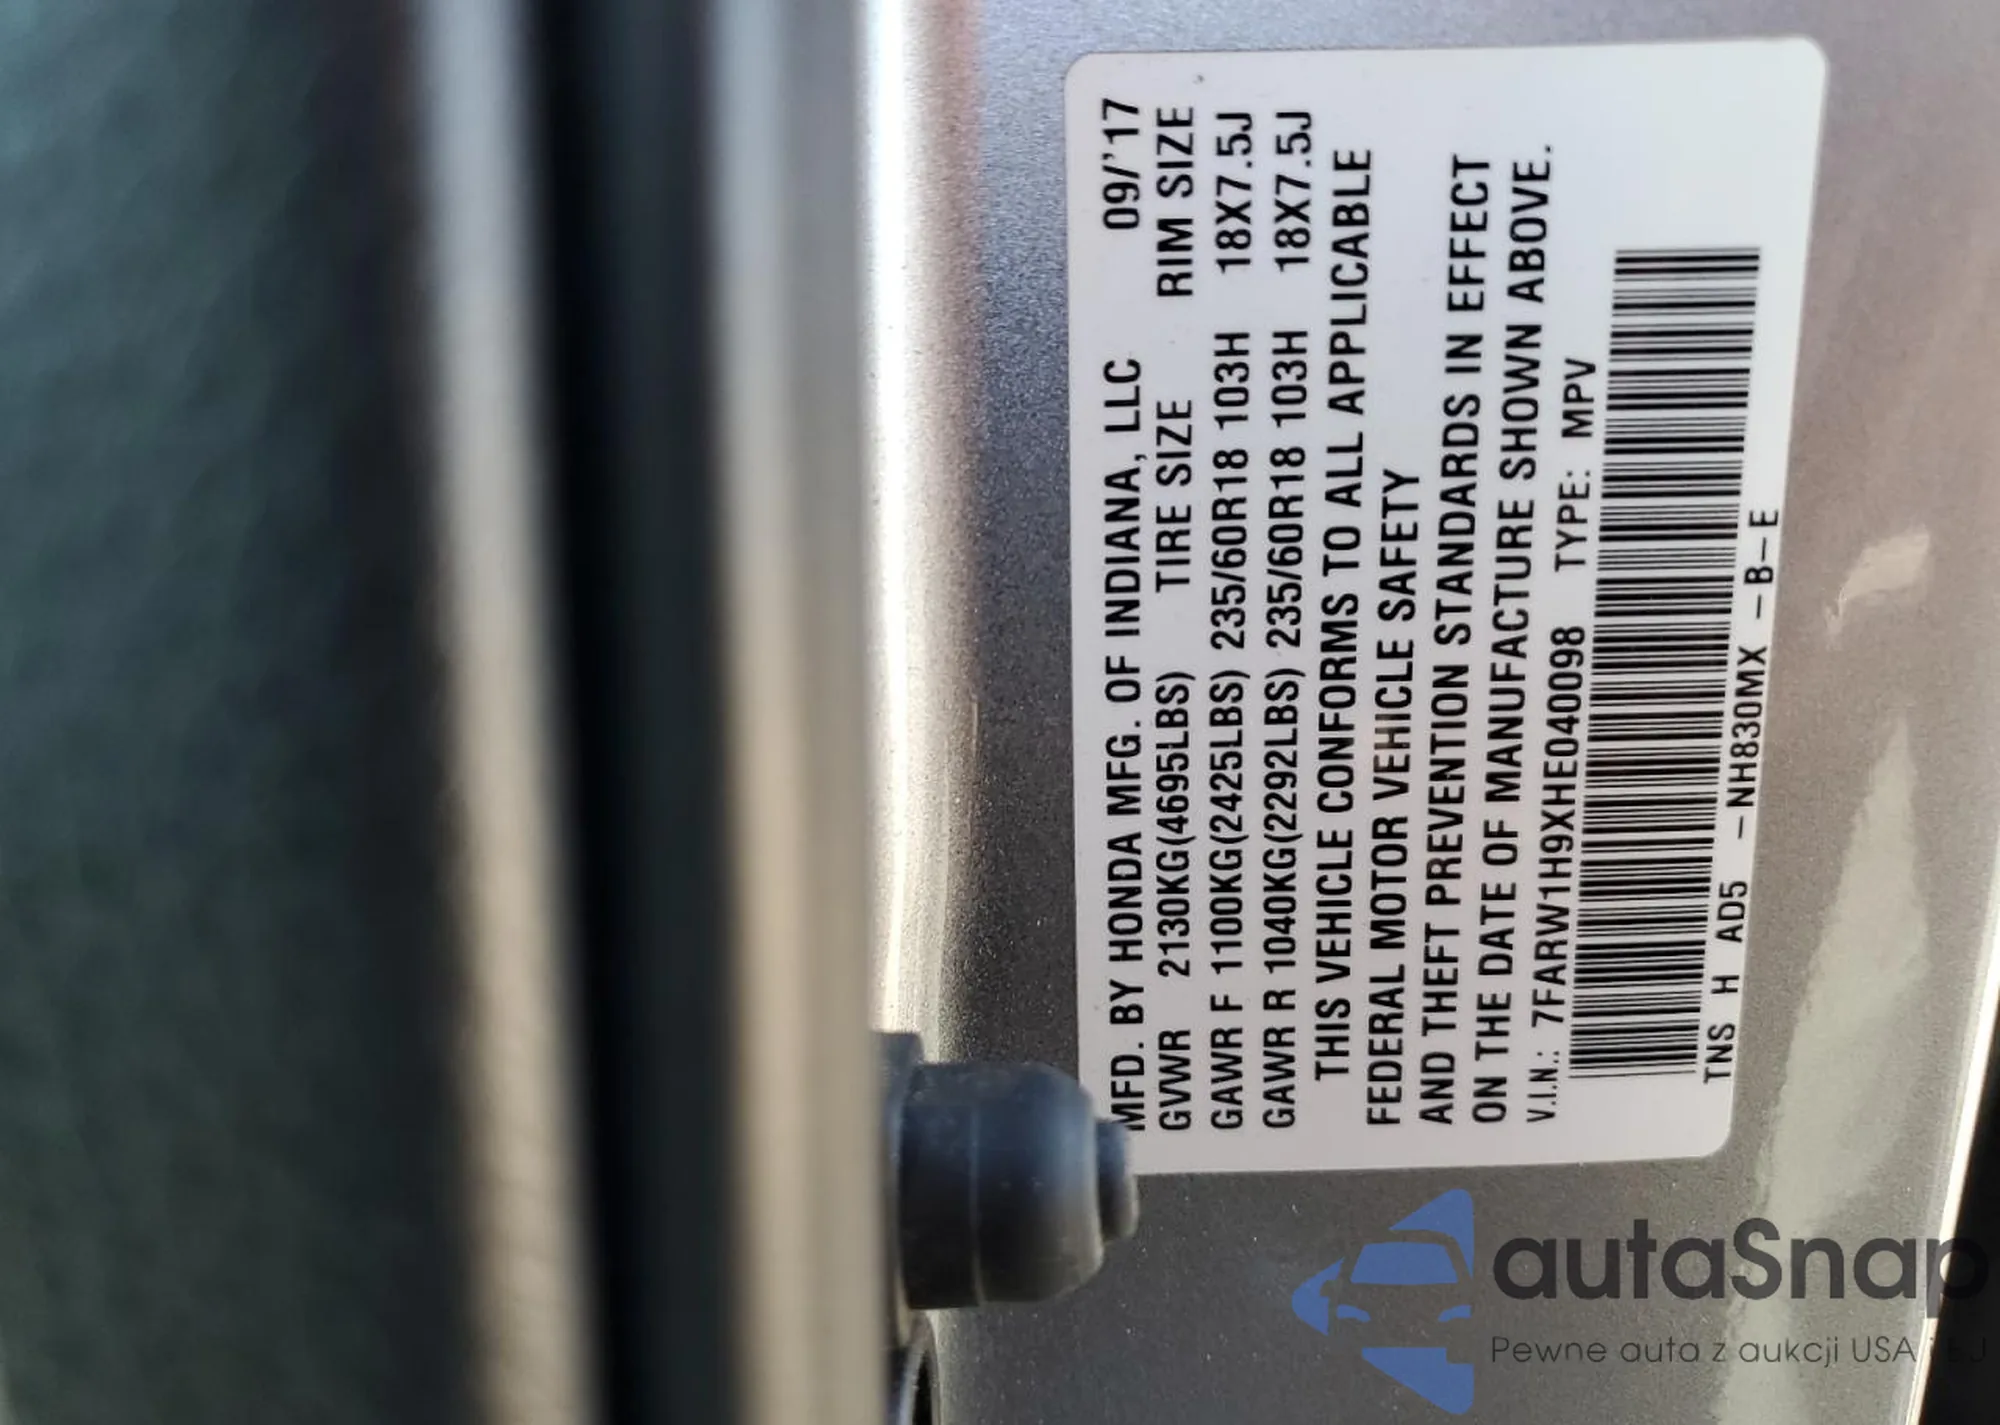 MFD. BY HONDA MFG. OF INDIANA, LLC 09/'17
GVWR 2130KG(4695LBS) TIRE SIZE RIM SIZE
GAWR F 1100KG(2425LBS) 235/60R18 103H 18X7.5J
GAWR R 1040KG(2292LBS) 235/60R18 103H 18X7.5J
THIS VEHICLE CONFORMS TO ALL APPLICABLE
FEDERAL MOTOR VEHICLE SAFETY
AND THEFT PREVENTION STANDARDS IN EFFECT
ON THE DATE OF MANUFACTURE SHOWN ABOVE.
V.I.N.: 7FARW1H9XHE040098 TYPE: MPV
TNS H AD5 -NH830MX -B-E
autaSnap
Pewne auta z aukcji USA i EU